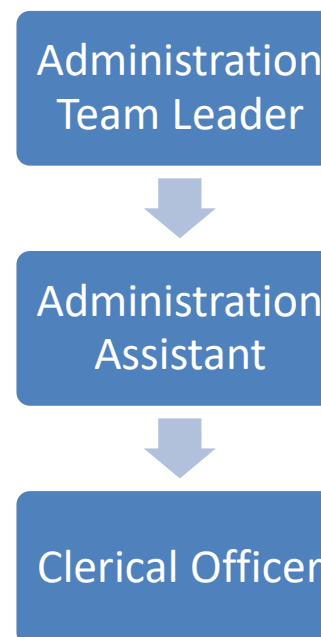 Administration
Team Leader
Administration
Assistant
Clerical Officer